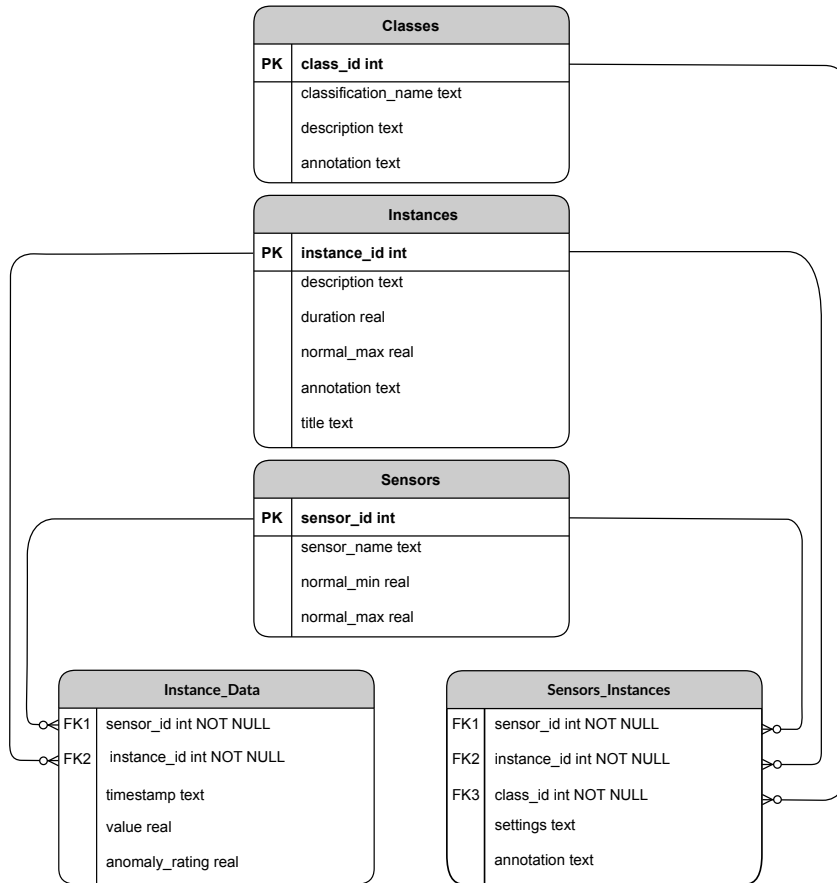 Classes
PK class_id int
classification_name text
description text
annotation text
Instances
PK instance_id int
description text
duration real
normal_max real
annotation text
title text
Sensors
PK sensor_id int
sensor_name text
normal_min real
normal_max real
Instance_Data
FK1 sensor_id int NOT NULL
FK2 instance_id int NOT NULL
timestamp text
value real
anomaly_rating real
Sensors_Instances
FK1 sensor_id int NOT NULL
FK2 instance_id int NOT NULL
FK3 class_id int NOT NULL
settings text
annotation text